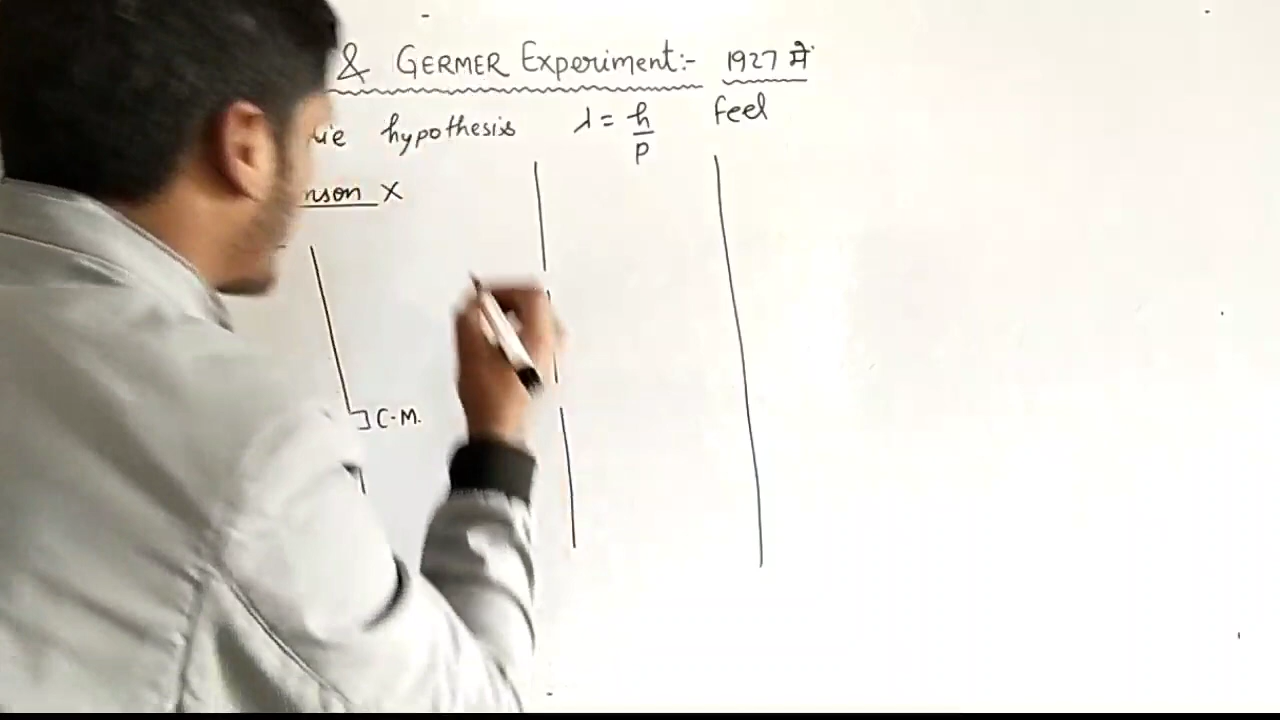 & GERMER Experiment:- 1927 में
hypothesis λ = h/p feel
X
C-M.